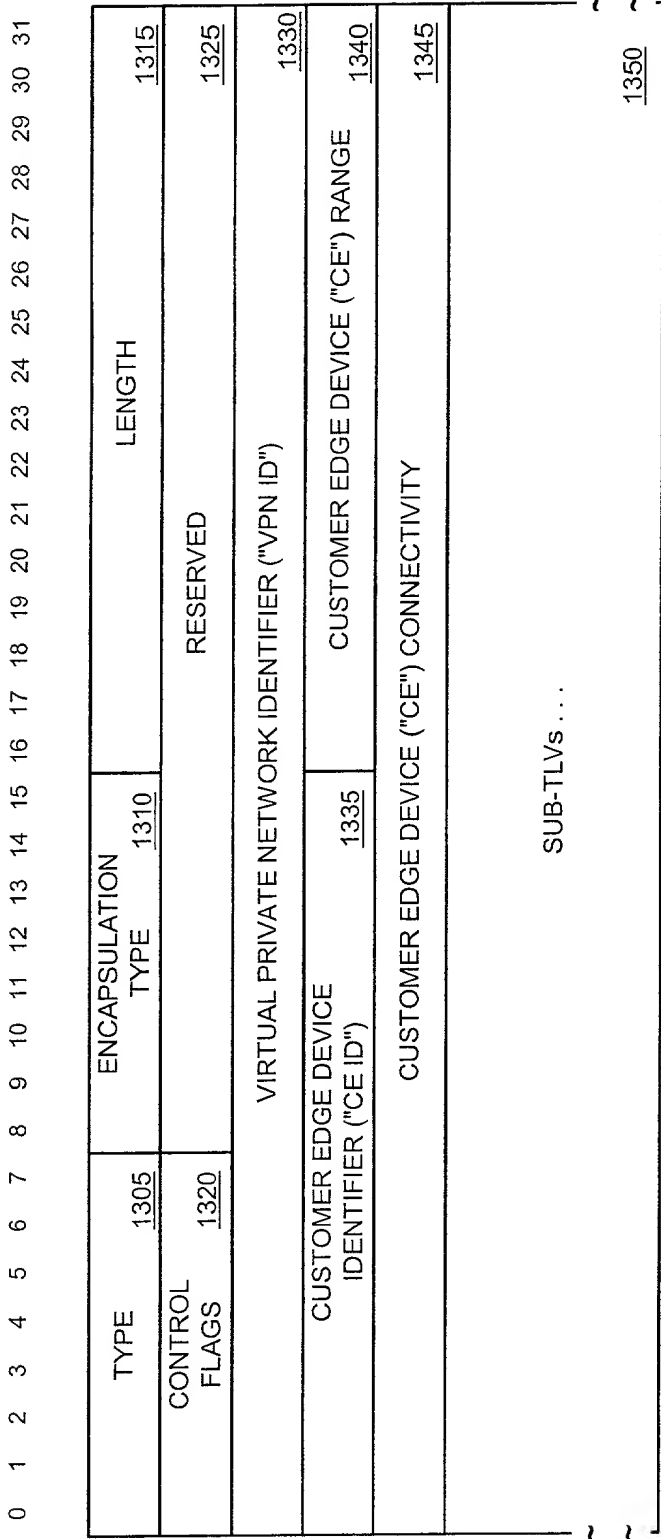 0 1 2 3 4 5 6 7 8 9 10 11 12 13 14 15 16 17 18 19 20 21 22 23 24 25 26 27 28 29 30 31
TYPE
1305
ENCAPSULATION
TYPE
1310
LENGTH
1315
CONTROL
FLAGS
1320
RESERVED
1325
VIRTUAL PRIVATE NETWORK IDENTIFIER ("VPN ID")
1330
CUSTOMER EDGE DEVICE
IDENTIFIER ("CE ID")
1335
CUSTOMER EDGE DEVICE ("CE") RANGE
1340
CUSTOMER EDGE DEVICE ("CE") CONNECTIVITY
1345
SUB-TLVs . . .
1350